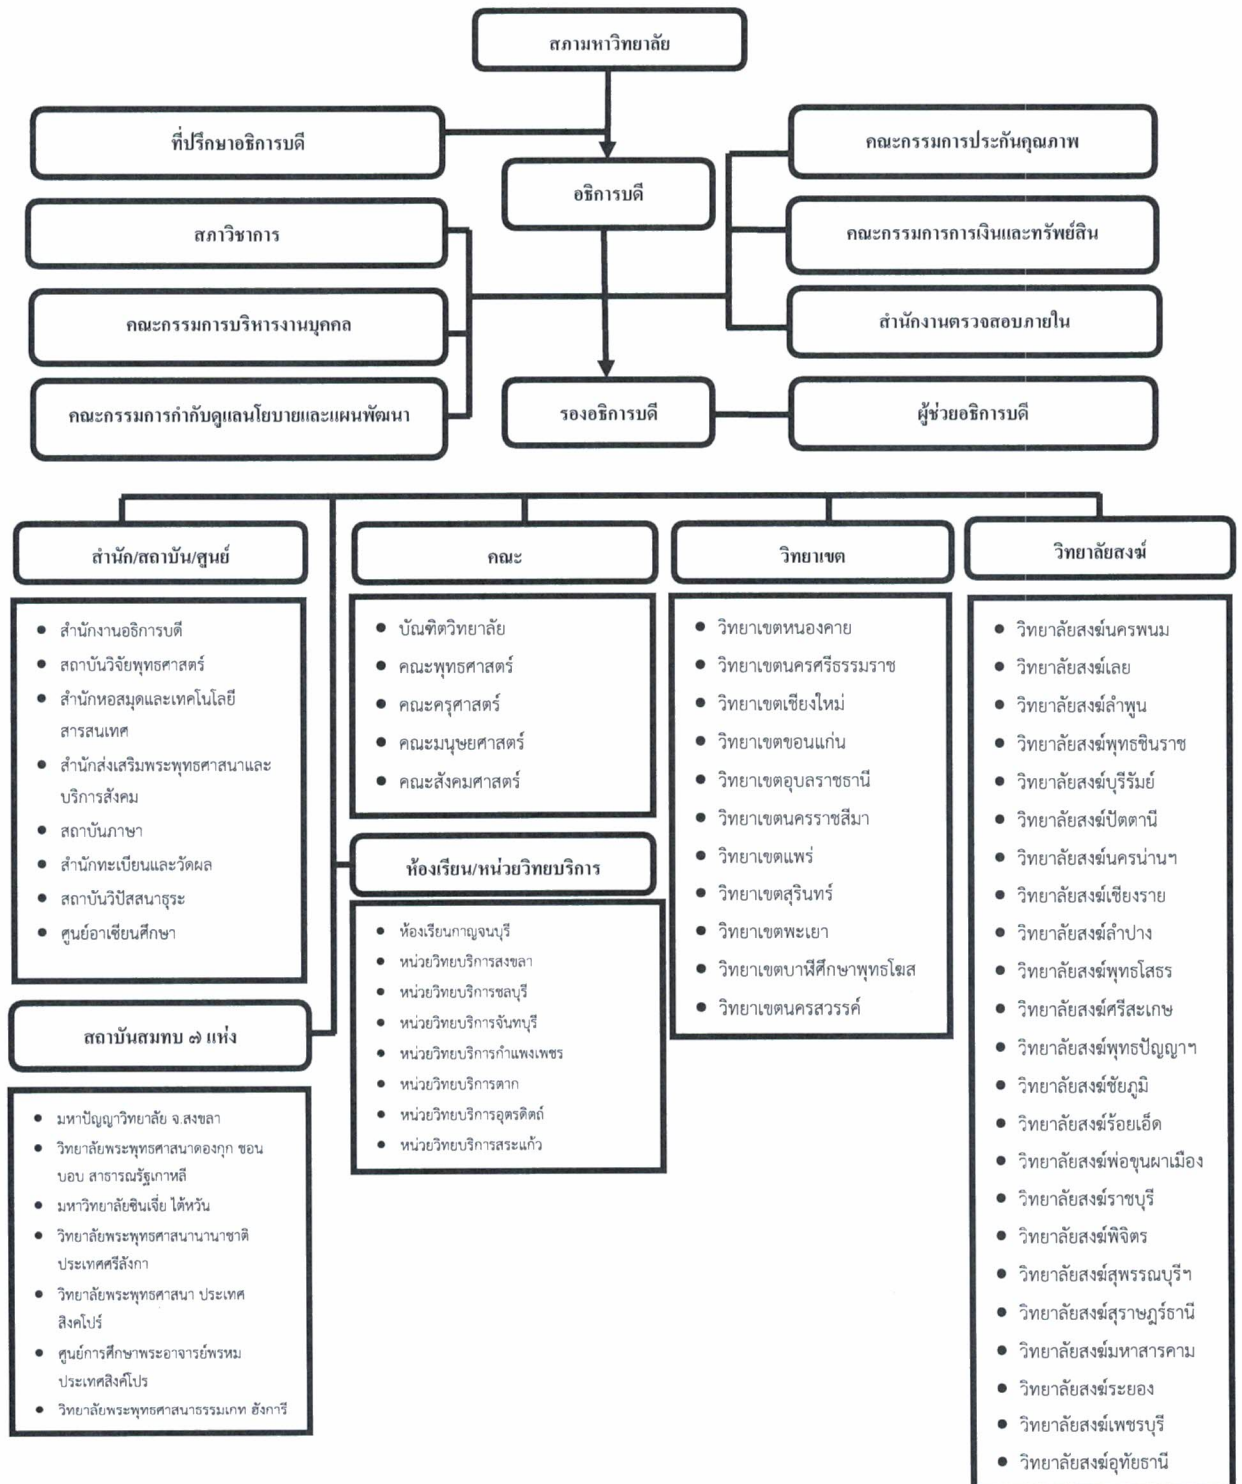 สภามหาวิทยาลัย
ที่ปรึกษาอธิการบดี
คณะกรรมการประกันคุณภาพ
อธิการบดี
สภาวิชาการ
คณะกรรมการการเงินและทรัพย์สิน
คณะกรรมการบริหารงานบุคคล
สำนักงานตรวจสอบภายใน
คณะกรรมการกำกับดูแลนโยบายและแผนพัฒนา
รองอธิการบดี
ผู้ช่วยอธิการบดี
สำนัก/สถาบัน/ศูนย์
สำนักงานอธิการบดี
สถาบันวิจัยพุทธศาสตร์
สำนักหอสมุดและเทคโนโลยี
สารสนเทศ
สำนักส่งเสริมพระพุทธศาสนาและ
บริการสังคม
สถาบันภาษา
สำนักทะเบียนและวัดผล
สถาบันวิปัสสนาธุระ
ศูนย์อาเซียนศึกษา
สถาบันสมทบ ๗ แห่ง
มหาปัญญาวิทยาลัย จ.สงขลา
วิทยาลัยพระพุทธศาสนาดองกุก ชอน
บอบ สาธารณรัฐเกาหลี
มหาวิทยาลัยชินเจี่ย ไต้หวัน
วิทยาลัยพระพุทธศาสนานานาชาติ
ประเทศศรีลังกา
วิทยาลัยพระพุทธศาสนา ประเทศ
สิงคโปร์
ศูนย์การศึกษาพระอาจารย์พรหม
ประเทศสิงค์โปร
วิทยาลัยพระพุทธศาสนาธรรมเกท ฮังการี
คณะ
บัณฑิตวิทยาลัย
คณะพุทธศาสตร์
คณะครุศาสตร์
คณะมนุษยศาสตร์
คณะสังคมศาสตร์
ห้องเรียน/หน่วยวิทยบริการ
ห้องเรียนกาญจนบุรี
หน่วยวิทยบริการสงขลา
หน่วยวิทยบริการชลบุรี
หน่วยวิทยบริการจันทบุรี
หน่วยวิทยบริการกำแพงเพชร
หน่วยวิทยบริการตาก
หน่วยวิทยบริการอุตรดิตถ์
หน่วยวิทยบริการสระแก้ว
วิทยาเขต
วิทยาเขตหนองคาย
วิทยาเขตนครศรีธรรมราช
วิทยาเขตเชียงใหม่
วิทยาเขตขอนแก่น
วิทยาเขตอุบลราชธานี
วิทยาเขตนครราชสีมา
วิทยาเขตแพร่
วิทยาเขตสุรินทร์
วิทยาเขตพะเยา
วิทยาเขตบาฬีศึกษาพุทธโฆส
วิทยาเขตนครสวรรค์
วิทยาลัยสงฆ์
วิทยาลัยสงฆ์นครพนม
วิทยาลัยสงฆ์เลย
วิทยาลัยสงฆ์ลำพูน
วิทยาลัยสงฆ์พุทธชินราช
วิทยาลัยสงฆ์บุรีรัมย์
วิทยาลัยสงฆ์ปัตตานี
วิทยาลัยสงฆ์นครน่านฯ
วิทยาลัยสงฆ์เชียงราย
วิทยาลัยสงฆ์ลำปาง
วิทยาลัยสงฆ์พุทธโสธร
วิทยาลัยสงฆ์ศรีสะเกษ
วิทยาลัยสงฆ์พุทธปัญญาฯ
วิทยาลัยสงฆ์ชัยภูมิ
วิทยาลัยสงฆ์ร้อยเอ็ด
วิทยาลัยสงฆ์พ่อขุนผาเมือง
วิทยาลัยสงฆ์ราชบุรี
วิทยาลัยสงฆ์พิจิตร
วิทยาลัยสงฆ์สุพรรณบุรีฯ
วิทยาลัยสงฆ์สุราษฎร์ธานี
วิทยาลัยสงฆ์มหาสารคาม
วิทยาลัยสงฆ์ระยอง
วิทยาลัยสงฆ์เพชรบุรี
วิทยาลัยสงฆ์อุทัยธานี